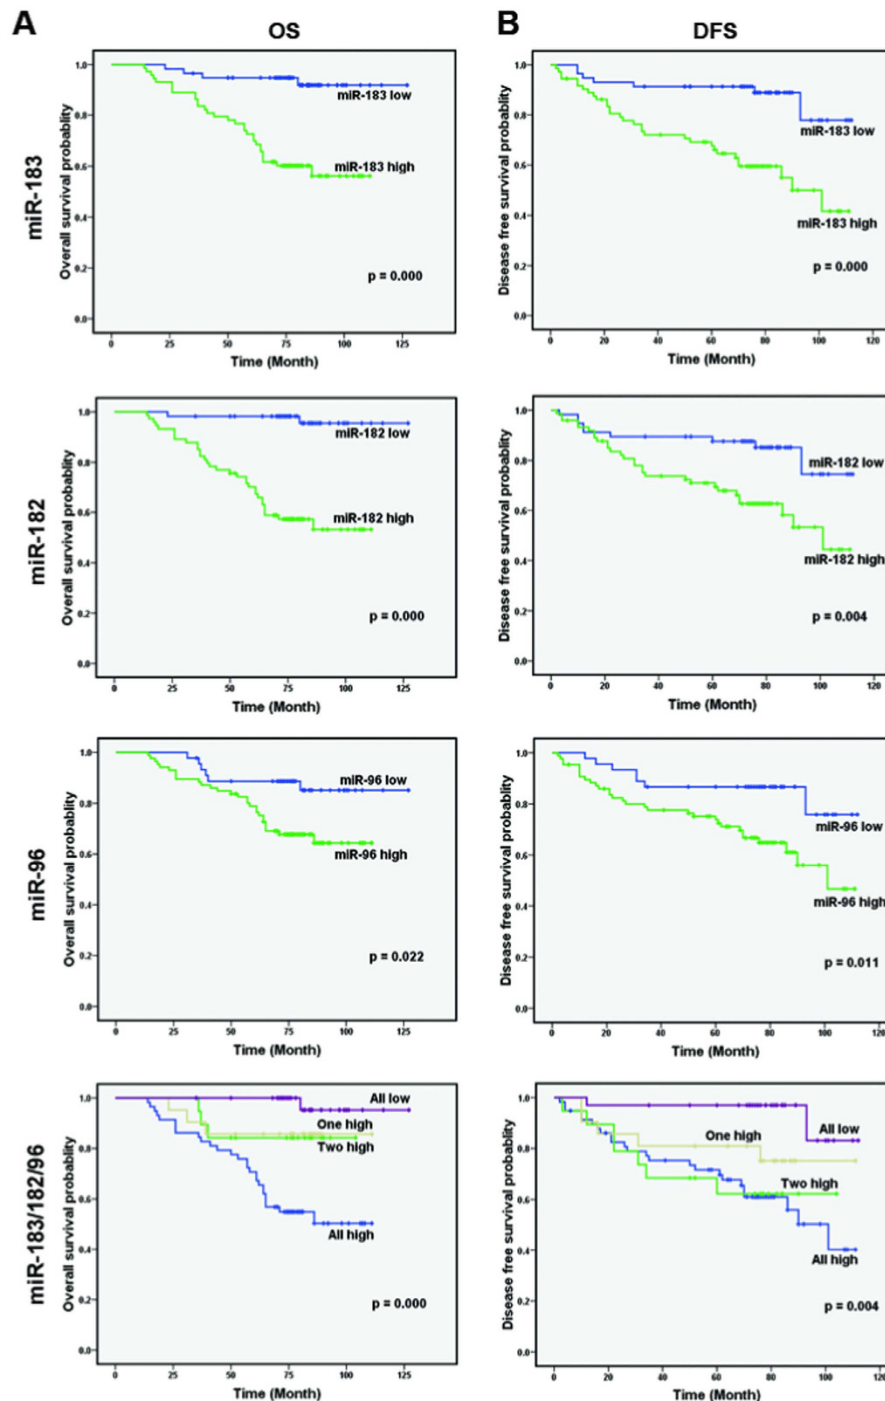 A
B
OS
DFS
miR-183
Overall survival probablity
1.0
0.8
0.6
0.4
0.2
0.0
miR-183 low
miR-183 high
p = 0.000
0 25 50 75 100 125
Time (Month)
Disease free survival probablity
1.0
0.8
0.6
0.4
0.2
0.0
miR-183 low
miR-183 high
p = 0.000
0 20 40 60 80 100 120
Time (Month)
miR-182
Overall survival probablity
1.0
0.8
0.6
0.4
0.2
0.0
miR-182 low
miR-182 high
p = 0.000
0 25 50 75 100 125
Time (Month)
Disease free survival probablity
1.0
0.8
0.6
0.4
0.2
0.0
miR-182 low
miR-182 high
p = 0.004
0 20 40 60 80 100 120
Time (Month)
miR-96
Overall survival probablity
1.0
0.8
0.6
0.4
0.2
0.0
miR-96 low
miR-96 high
p = 0.022
0 25 50 75 100 125
Time (Month)
Disease free survival probablity
1.0
0.8
0.6
0.4
0.2
0.0
miR-96 low
miR-96 high
p = 0.011
0 20 40 60 80 100 120
Time (Month)
miR-183/182/96
Overall survival probablity
1.0
0.8
0.6
0.4
0.2
0.0
All low
One high
Two high
All high
p = 0.000
0 25 50 75 100 125
Time (Month)
Disease free survival probablity
1.0
0.8
0.6
0.4
0.2
0.0
All low
One high
Two high
All high
p = 0.004
0 20 40 60 80 100 120
Time (Month)